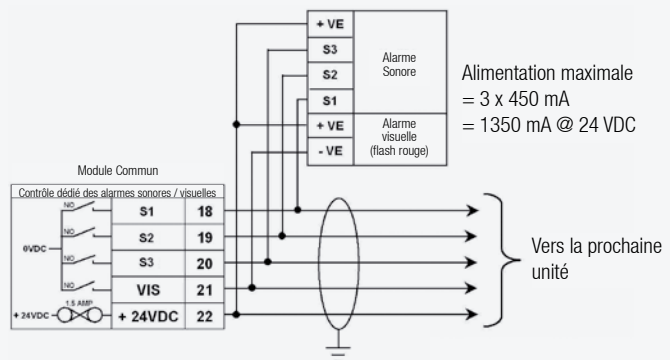 + VE
S3
S2
S1
Alarme
Sonore
+ VE
- VE
Alarme
visuelle
(flash rouge)
Alimentation maximale
= 3 x 450 mA
= 1350 mA @ 24 VDC
Module Commun
Contrôle dédié des alarmes sonores / visuelles
NO S1 18
0VDC
NO S2 19
NO S3 20
NO VIS 21
+ 24VDC 1.5 AMP + 24VDC 22
Vers la prochaine
unité